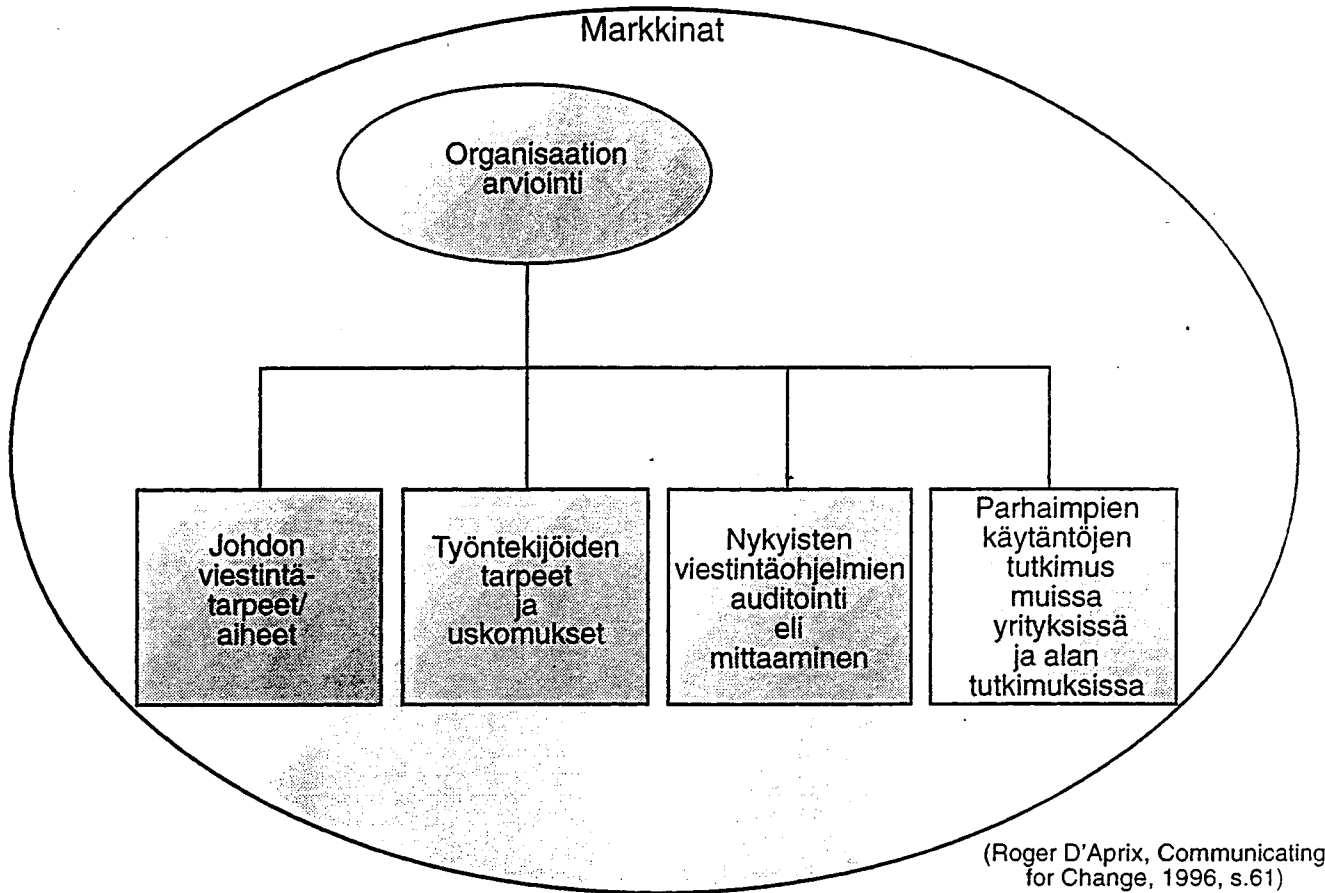 Markkinat
Organisaation
arviointi
Johdon
viestintä-
tarpeet/
aiheet
Työntekijöiden
tarpeet
ja
uskomukset
Nykyisten
viestintäohjelmien
auditointi
eli
mittaaminen
Parhaimpien
käytäntöjen
tutkimus
muissa
yrityksissä
ja alan
tutkimuksissa
(Roger D'Aprix, Communicating
for Change, 1996, s.61)